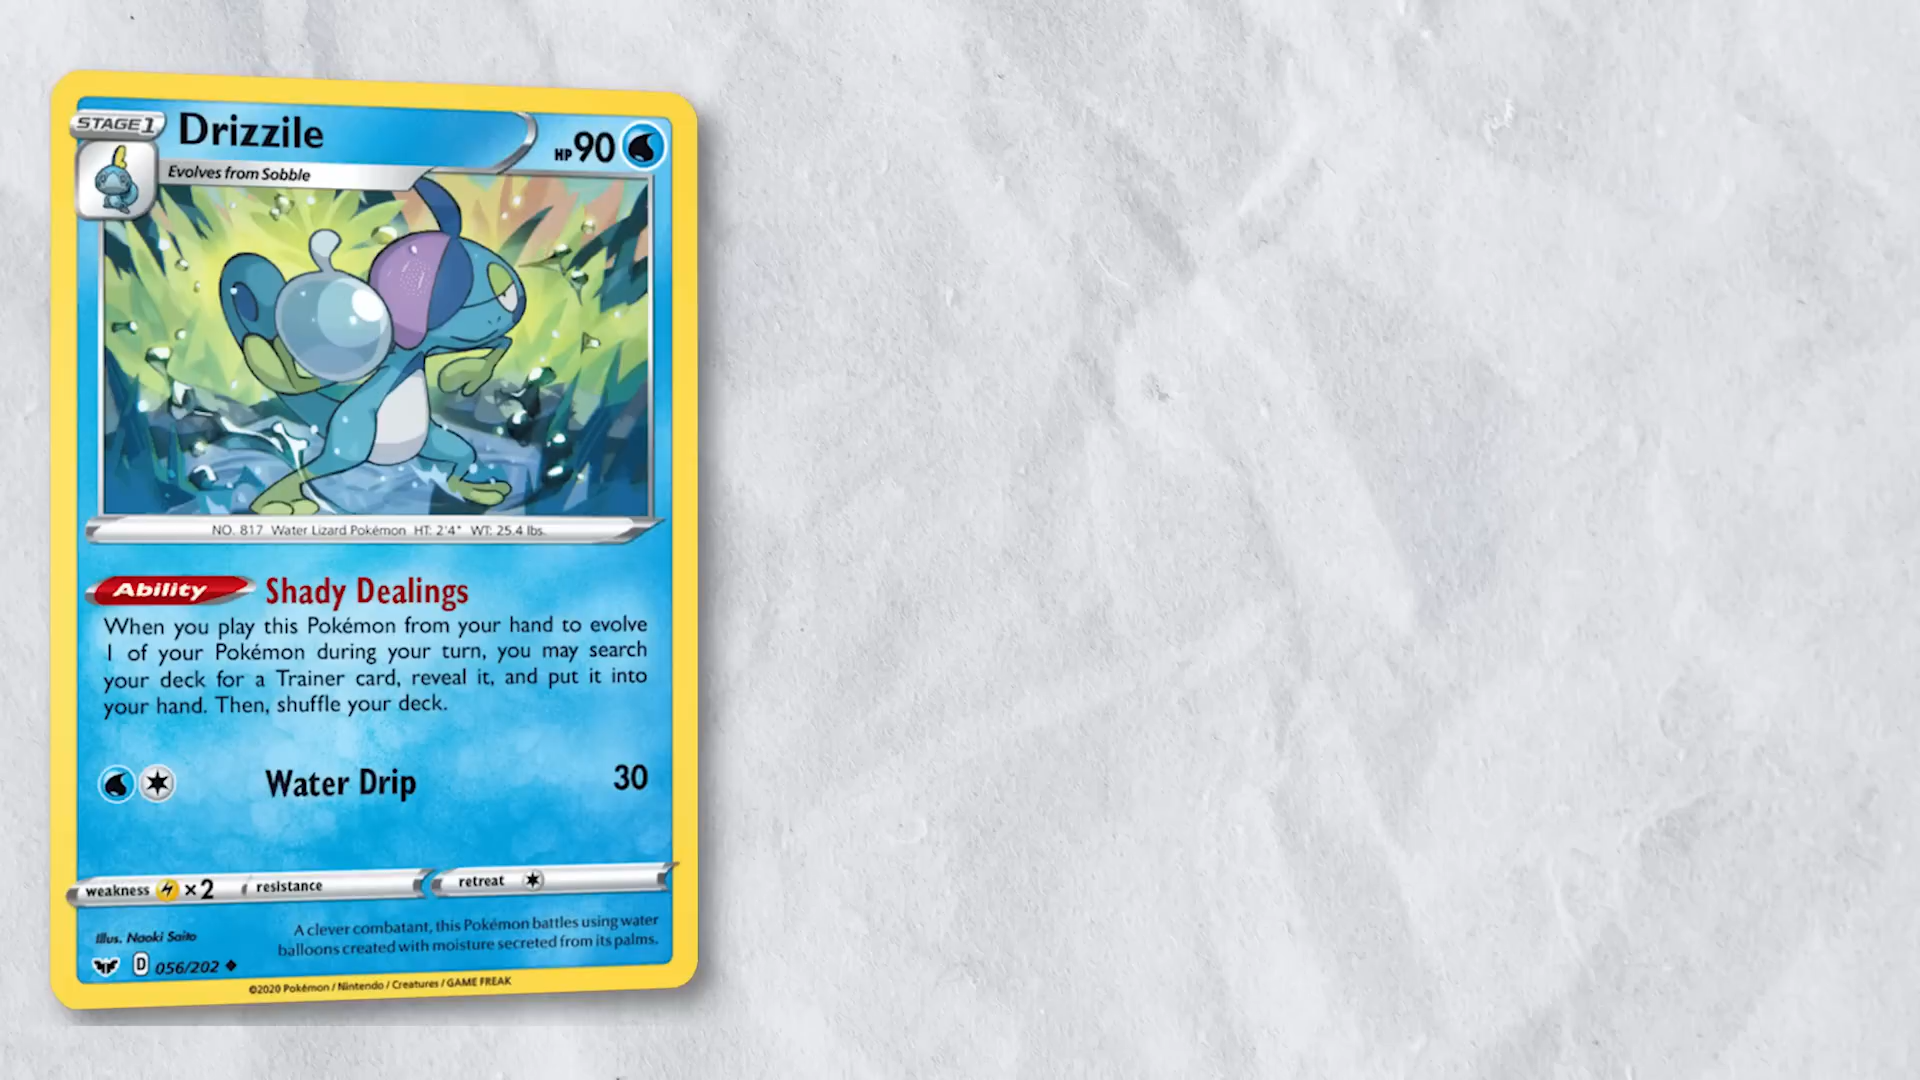 STAGE 1
Drizzile
HP 90
Evolves from Sobble
NO. 817 Water Lizard Pokémon HT: 2'4" WT: 25.4 lbs.
Ability Shady Dealings
When you play this Pokémon from your hand to evolve
1 of your Pokémon during your turn, you may search
your deck for a Trainer card, reveal it, and put it into
your hand. Then, shuffle your deck.
Water Drip 30
weakness ×2 resistance retreat
Illus. Naoki Saito
A clever combatant, this Pokémon battles using water
balloons created with moisture secreted from its palms.
D 056/202
©2020 Pokémon / Nintendo / Creatures / GAME FREAK